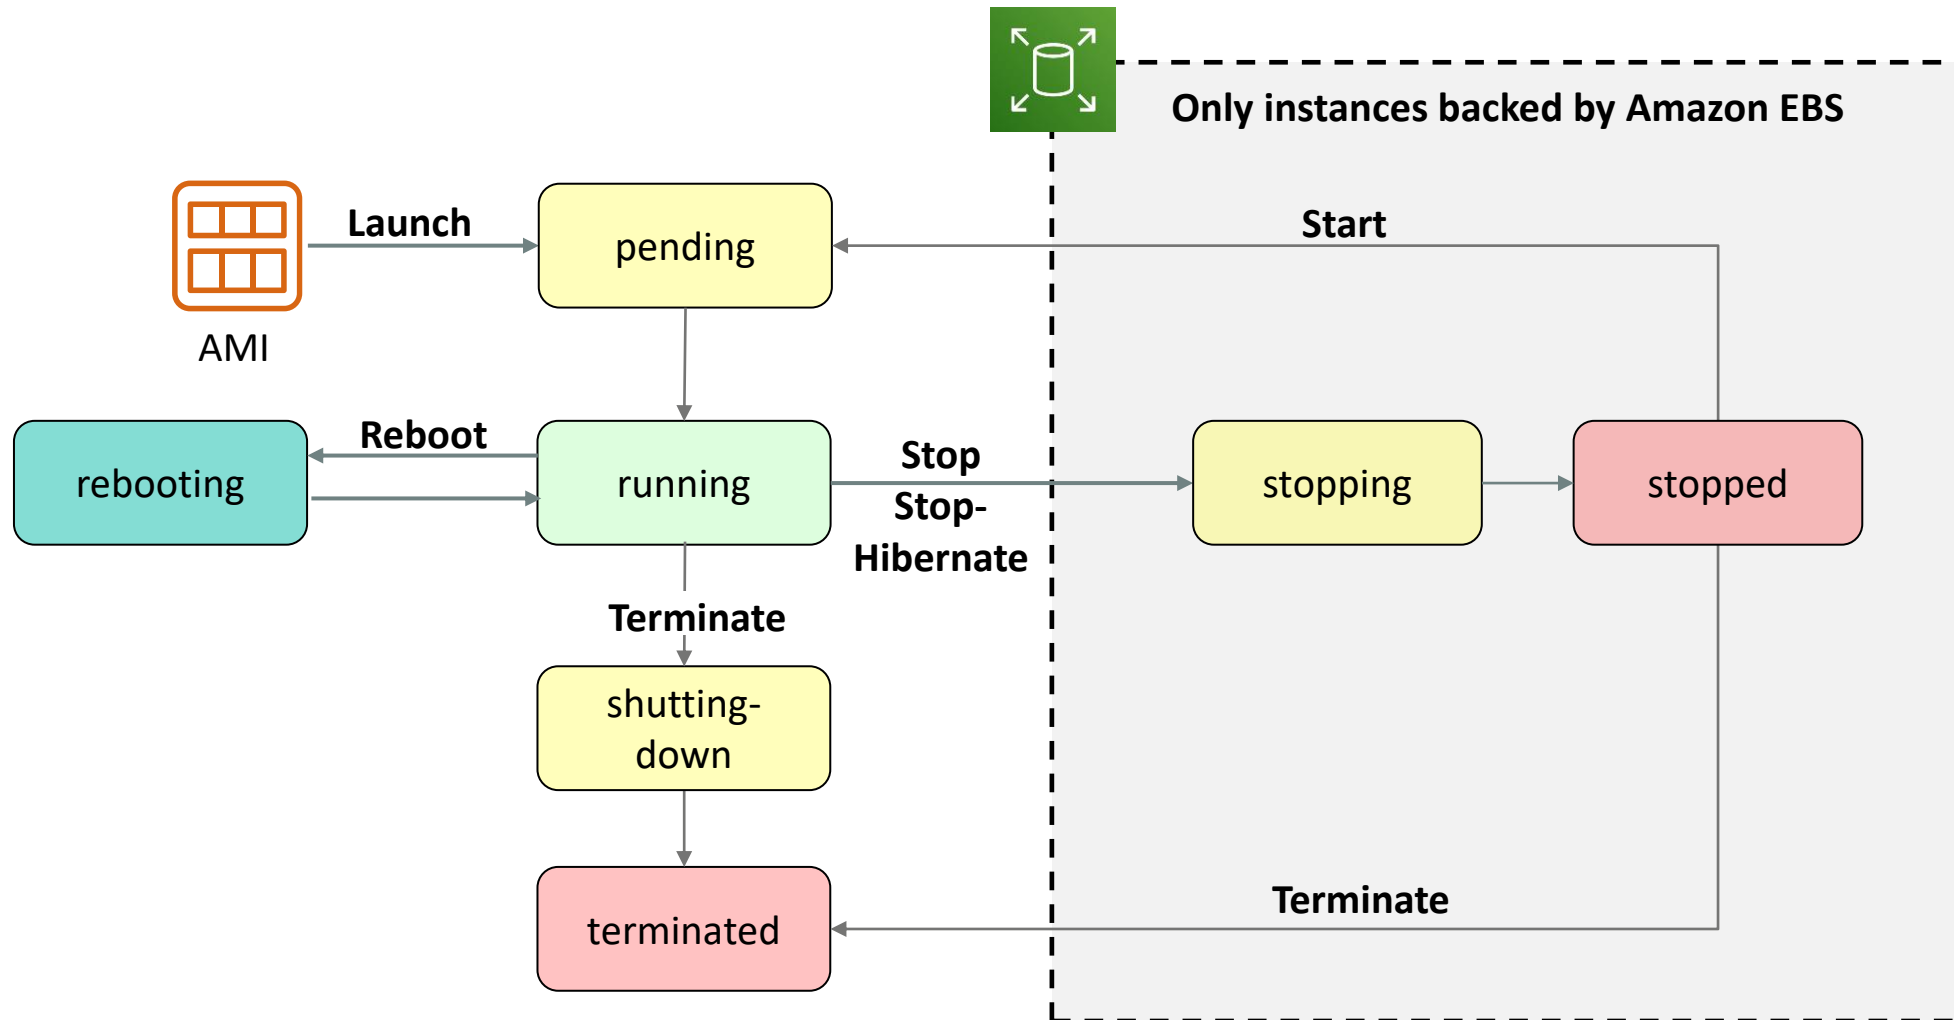 Only instances backed by Amazon EBS
Launch
pending
Start
AMI
rebooting
Reboot
running
Stop
Stop-
Hibernate
stopping
stopped
Terminate
shutting-
down
terminated
Terminate